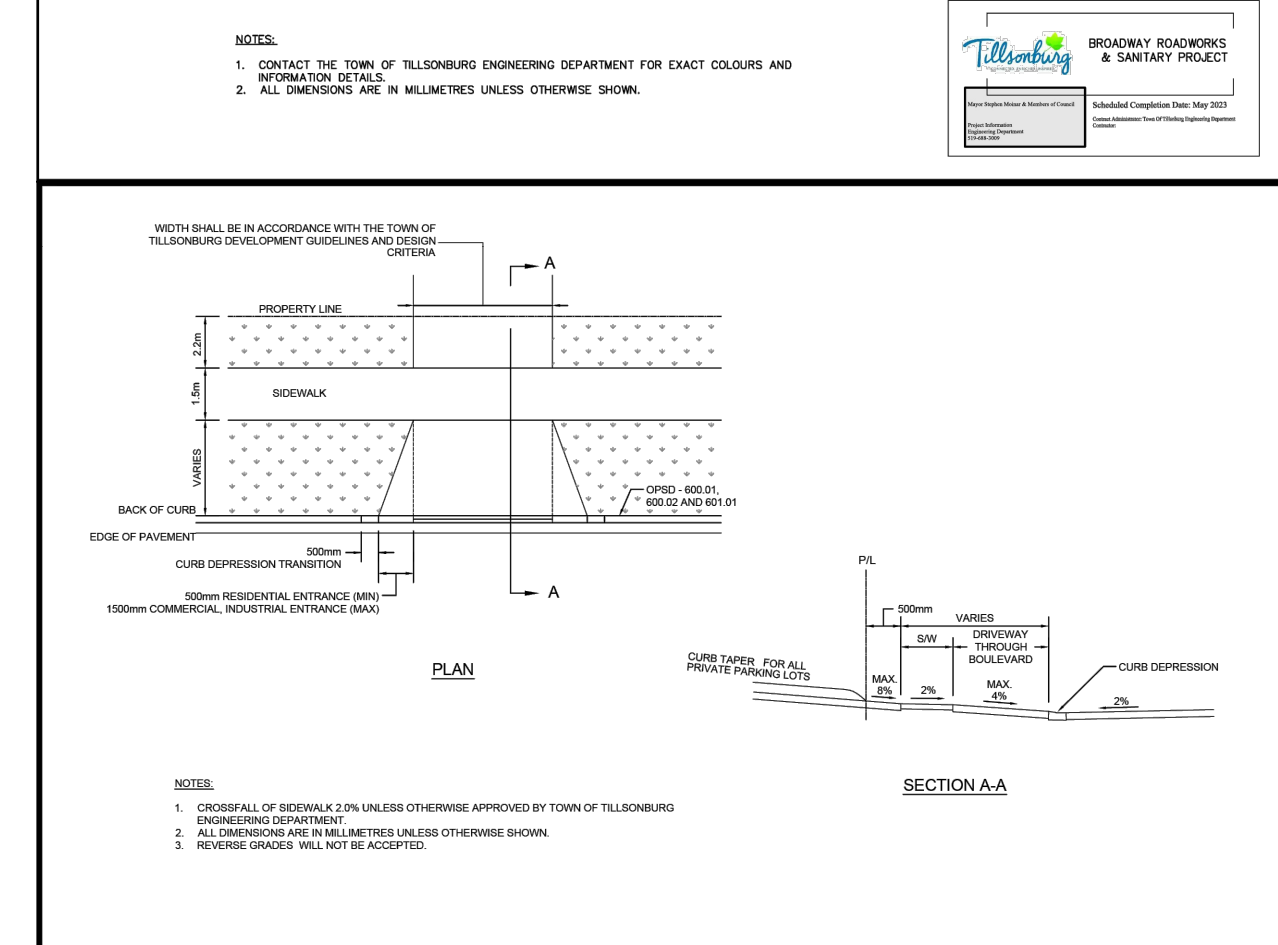 NOTES:
1. CONTACT THE TOWN OF TILLSONBURG ENGINEERING DEPARTMENT FOR EXACT COLOURS AND
INFORMATION DETAILS.
2. ALL DIMENSIONS ARE IN MILLIMETRES UNLESS OTHERWISE SHOWN.
Tillsonburg
BROADWAY ROADWORKS
& SANITARY PROJECT
Mayor Stephen Molnar & Members of Council
Project Information
Engineering Department
519-688-3009
Scheduled Completion Date: May 2023
Contract Administrator: Town Of Tillsonburg Engineering Department
Contractor:
WIDTH SHALL BE IN ACCORDANCE WITH THE TOWN OF
TILLSONBURG DEVELOPMENT GUIDELINES AND DESIGN
CRITERIA
A
PROPERTY LINE
2.2m
1.5m
SIDEWALK
VARIES
OPSD - 600.01,
600.02 AND 601.01
BACK OF CURB
EDGE OF PAVEMENT
500mm
CURB DEPRESSION TRANSITION
500mm RESIDENTIAL ENTRANCE (MIN)
1500mm COMMERCIAL, INDUSTRIAL ENTRANCE (MAX)
A
PLAN
P/L
500mm
VARIES
S/W
DRIVEWAY
THROUGH
BOULEVARD
CURB TAPER FOR ALL
PRIVATE PARKING LOTS
CURB DEPRESSION
MAX.
8%
2%
MAX.
4%
2%
SECTION A-A
NOTES:
1. CROSSFALL OF SIDEWALK 2.0% UNLESS OTHERWISE APPROVED BY TOWN OF TILLSONBURG
ENGINEERING DEPARTMENT.
2. ALL DIMENSIONS ARE IN MILLIMETRES UNLESS OTHERWISE SHOWN.
3. REVERSE GRADES WILL NOT BE ACCEPTED.